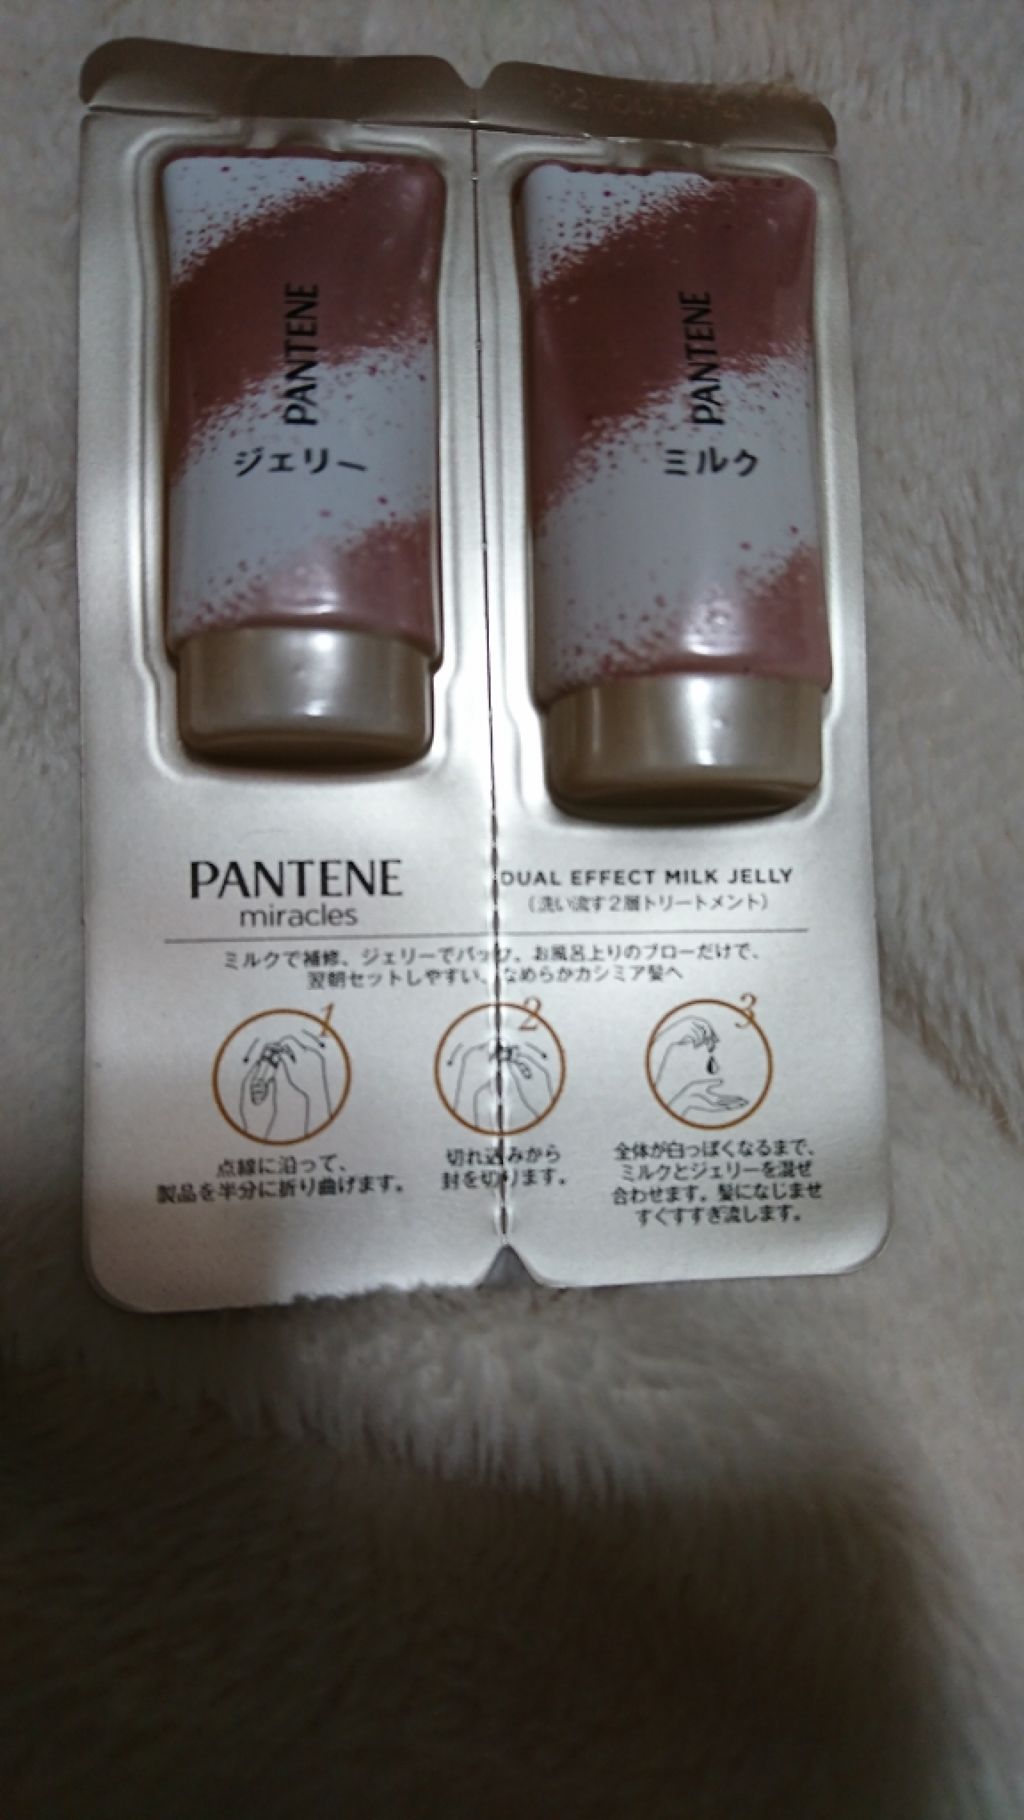 PANTENE
ジェリー
PANTENE
ミルク
PANTENE
miracles
DUAL EFFECT MILK JELLY
（洗い流す2層トリートメント）
ミルクで補修、ジェリーでパック。お風呂上りのブローだけで、
翌朝セットしやすい、なめらかカシミア髪へ
1
点線に沿って、
製品を半分に折り曲げます。
2
切れ込みから
封を切ります。
3
全体が白っぽくなるまで、
ミルクとジェリーを混ぜ
合わせます。髪になじませ
すぐすすぎ流します。